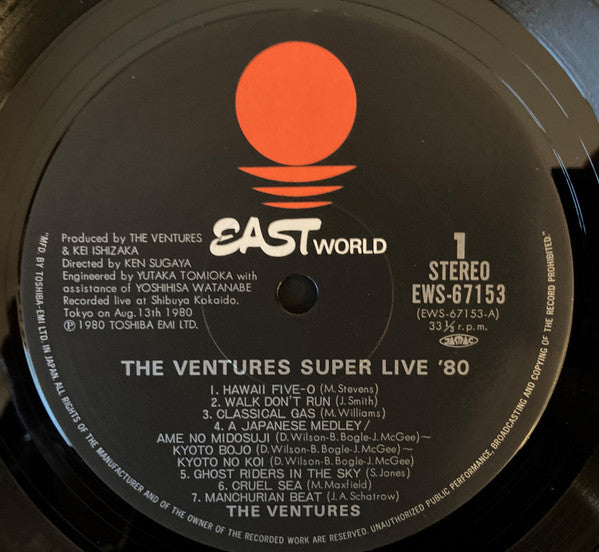 EAST WORLD
Produced by THE VENTURES
& KEI ISHIZAKA
Directed by KEN SUGAYA
Engineered by YUTAKA TOMIOKA with
assistance of YOSHIHISA WATANABE
Recorded live at Shibuya Kokaido.
Tokyo on Aug.13th 1980
Ⓟ 1980 TOSHIBA EMI LTD.
1
STEREO
EWS-67153
(EWS-67153-A)
33⅓ r.p.m.
JASRAC
THE VENTURES SUPER LIVE '80
1. HAWAII FIVE-O (M.Stevens)
2. WALK DON'T RUN (J.Smith)
3. CLASSICAL GAS (M.Williams)
4. A JAPANESE MEDLEY/
AME NO MIDOSUJI (D.Wilson-B.Bogle-J.McGee)~
KYOTO BOJO (D.Wilson-B.Bogle-J.McGee)~
KYOTO NO KOI (D.Wilson-B.Bogle-J.McGee)
5. GHOST RIDERS IN THE SKY (S.Jones)
6. CRUEL SEA (M.Maxfield)
7. MANCHURIAN BEAT (J.A.Schatrow)
THE VENTURES
"MFD. BY TOSHIBA-EMI LTD. IN JAPAN. ALL RIGHTS OF THE MANUFACTURER AND OF THE OWNER OF THE RECORDED WORK ARE RESERVED. UNAUTHORIZED PUBLIC PERFORMANCE, BROADCASTING AND COPYING OF THE RECORD PROHIBITED."